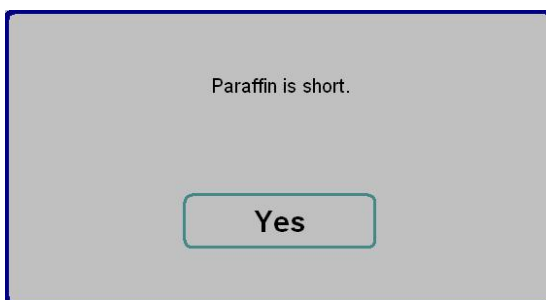 Paraffin is short.
Yes